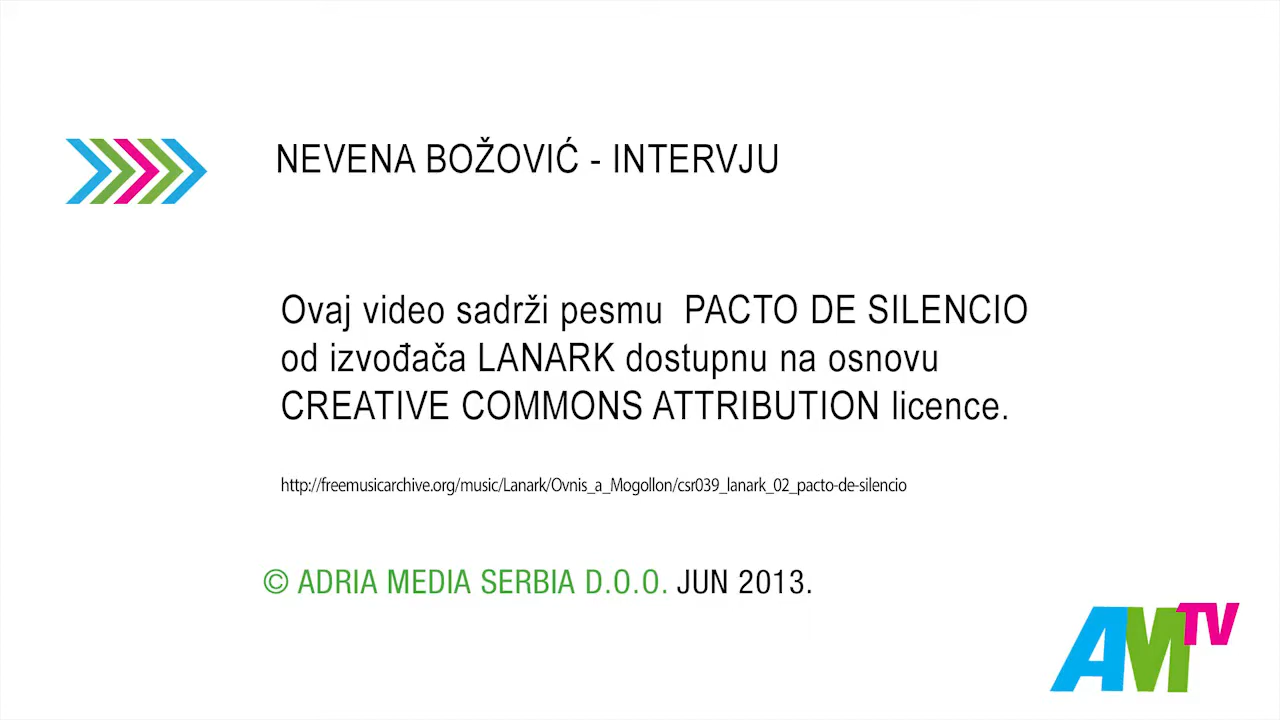 NEVENA BOŽOVIĆ - INTERVJU
Ovaj video sadrži pesmu PACTO DE SILENCIO
od izvođača LANARK dostupnu na osnovu
CREATIVE COMMONS ATTRIBUTION licence.
http://freemusicarchive.org/music/Lanark/Ovnis_a_Mogollon/csr039_lanark_02_pacto-de-silencio
© ADRIA MEDIA SERBIA D.O.O. JUN 2013.
AMTV